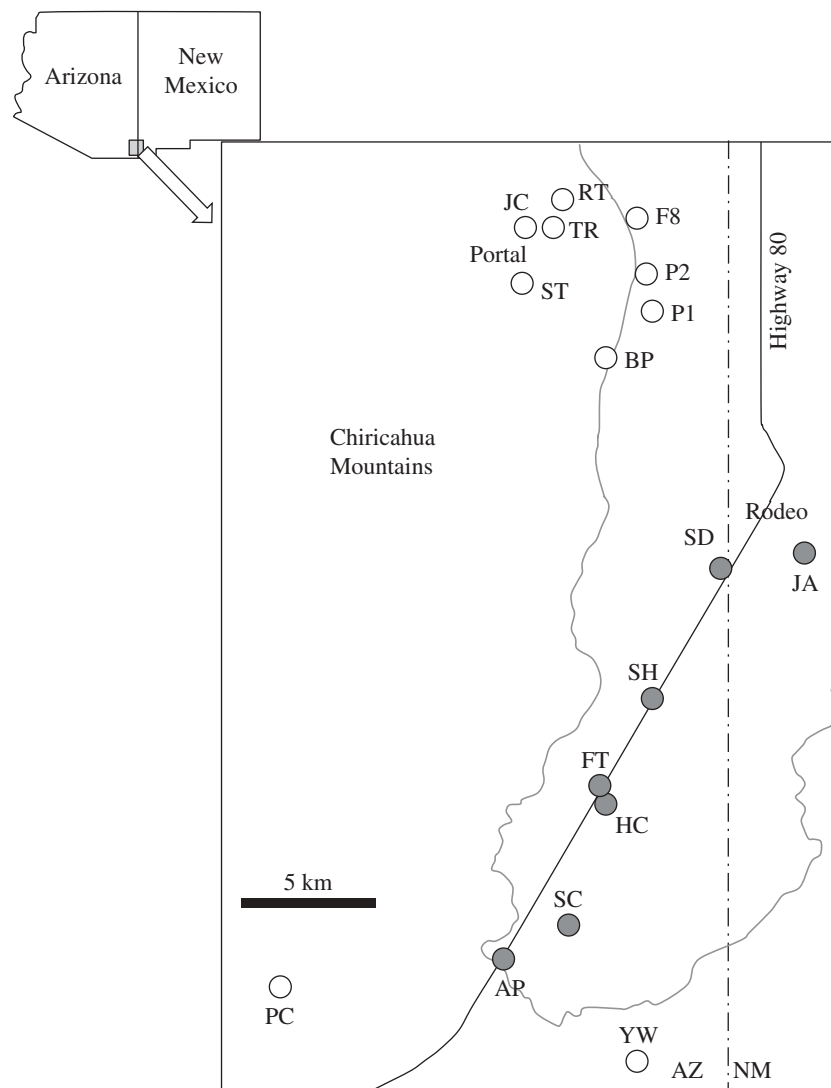 Arizona
New
Mexico
RT
JC
TR
F8
Portal
ST
P2
P1
Highway 80
BP
Chiricahua
Mountains
Rodeo
SD
JA
SH
FT
HC
5 km
SC
AP
PC
YW
AZ
NM